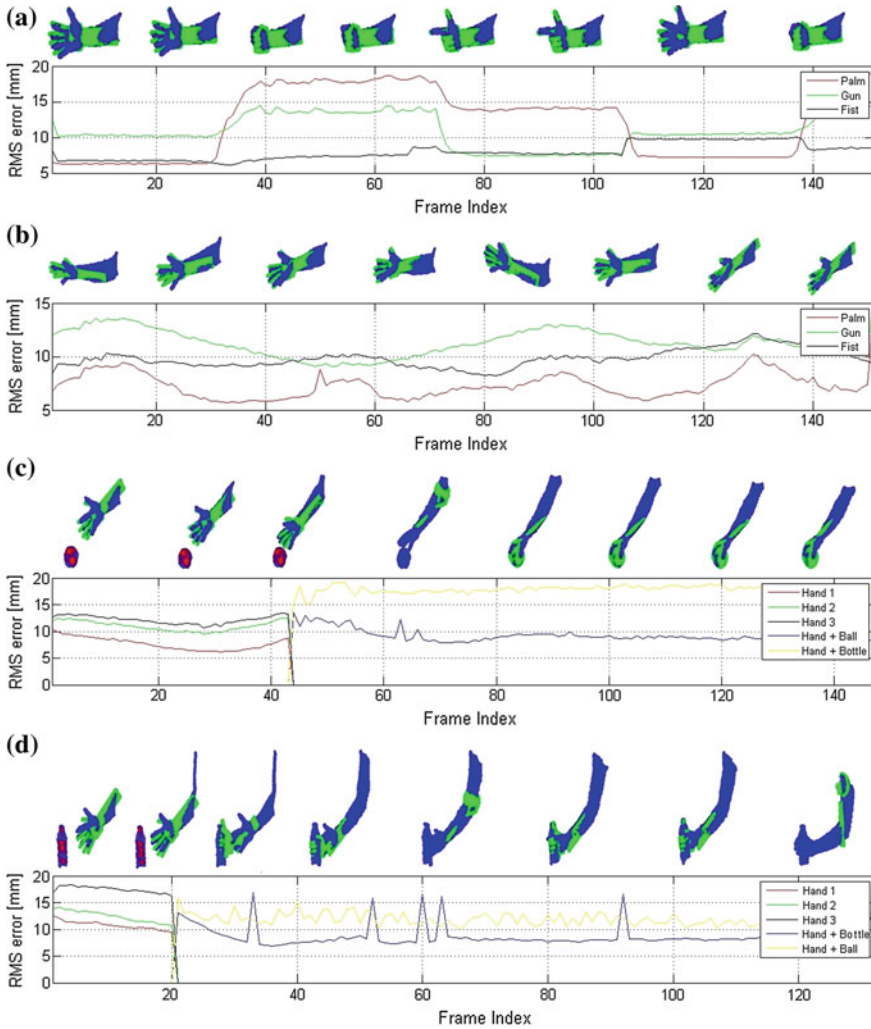 (a)
20
15
10
5
RMS error [mm]
Palm
Gun
Fist
20 40 60 80 100 120 140
Frame Index
(b)
15
10
5
RMS error [mm]
Palm
Gun
Fist
20 40 60 80 100 120 140
Frame Index
(c)
20
15
10
5
0
RMS error [mm]
Hand 1
Hand 2
Hand 3
Hand + Ball
Hand + Bottle
20 40 60 80 100 120 140
Frame Index
(d)
20
15
10
5
0
RMS error [mm]
Hand 1
Hand 2
Hand 3
Hand + Bottle
Hand + Ball
20 40 60 80 100 120
Frame Index